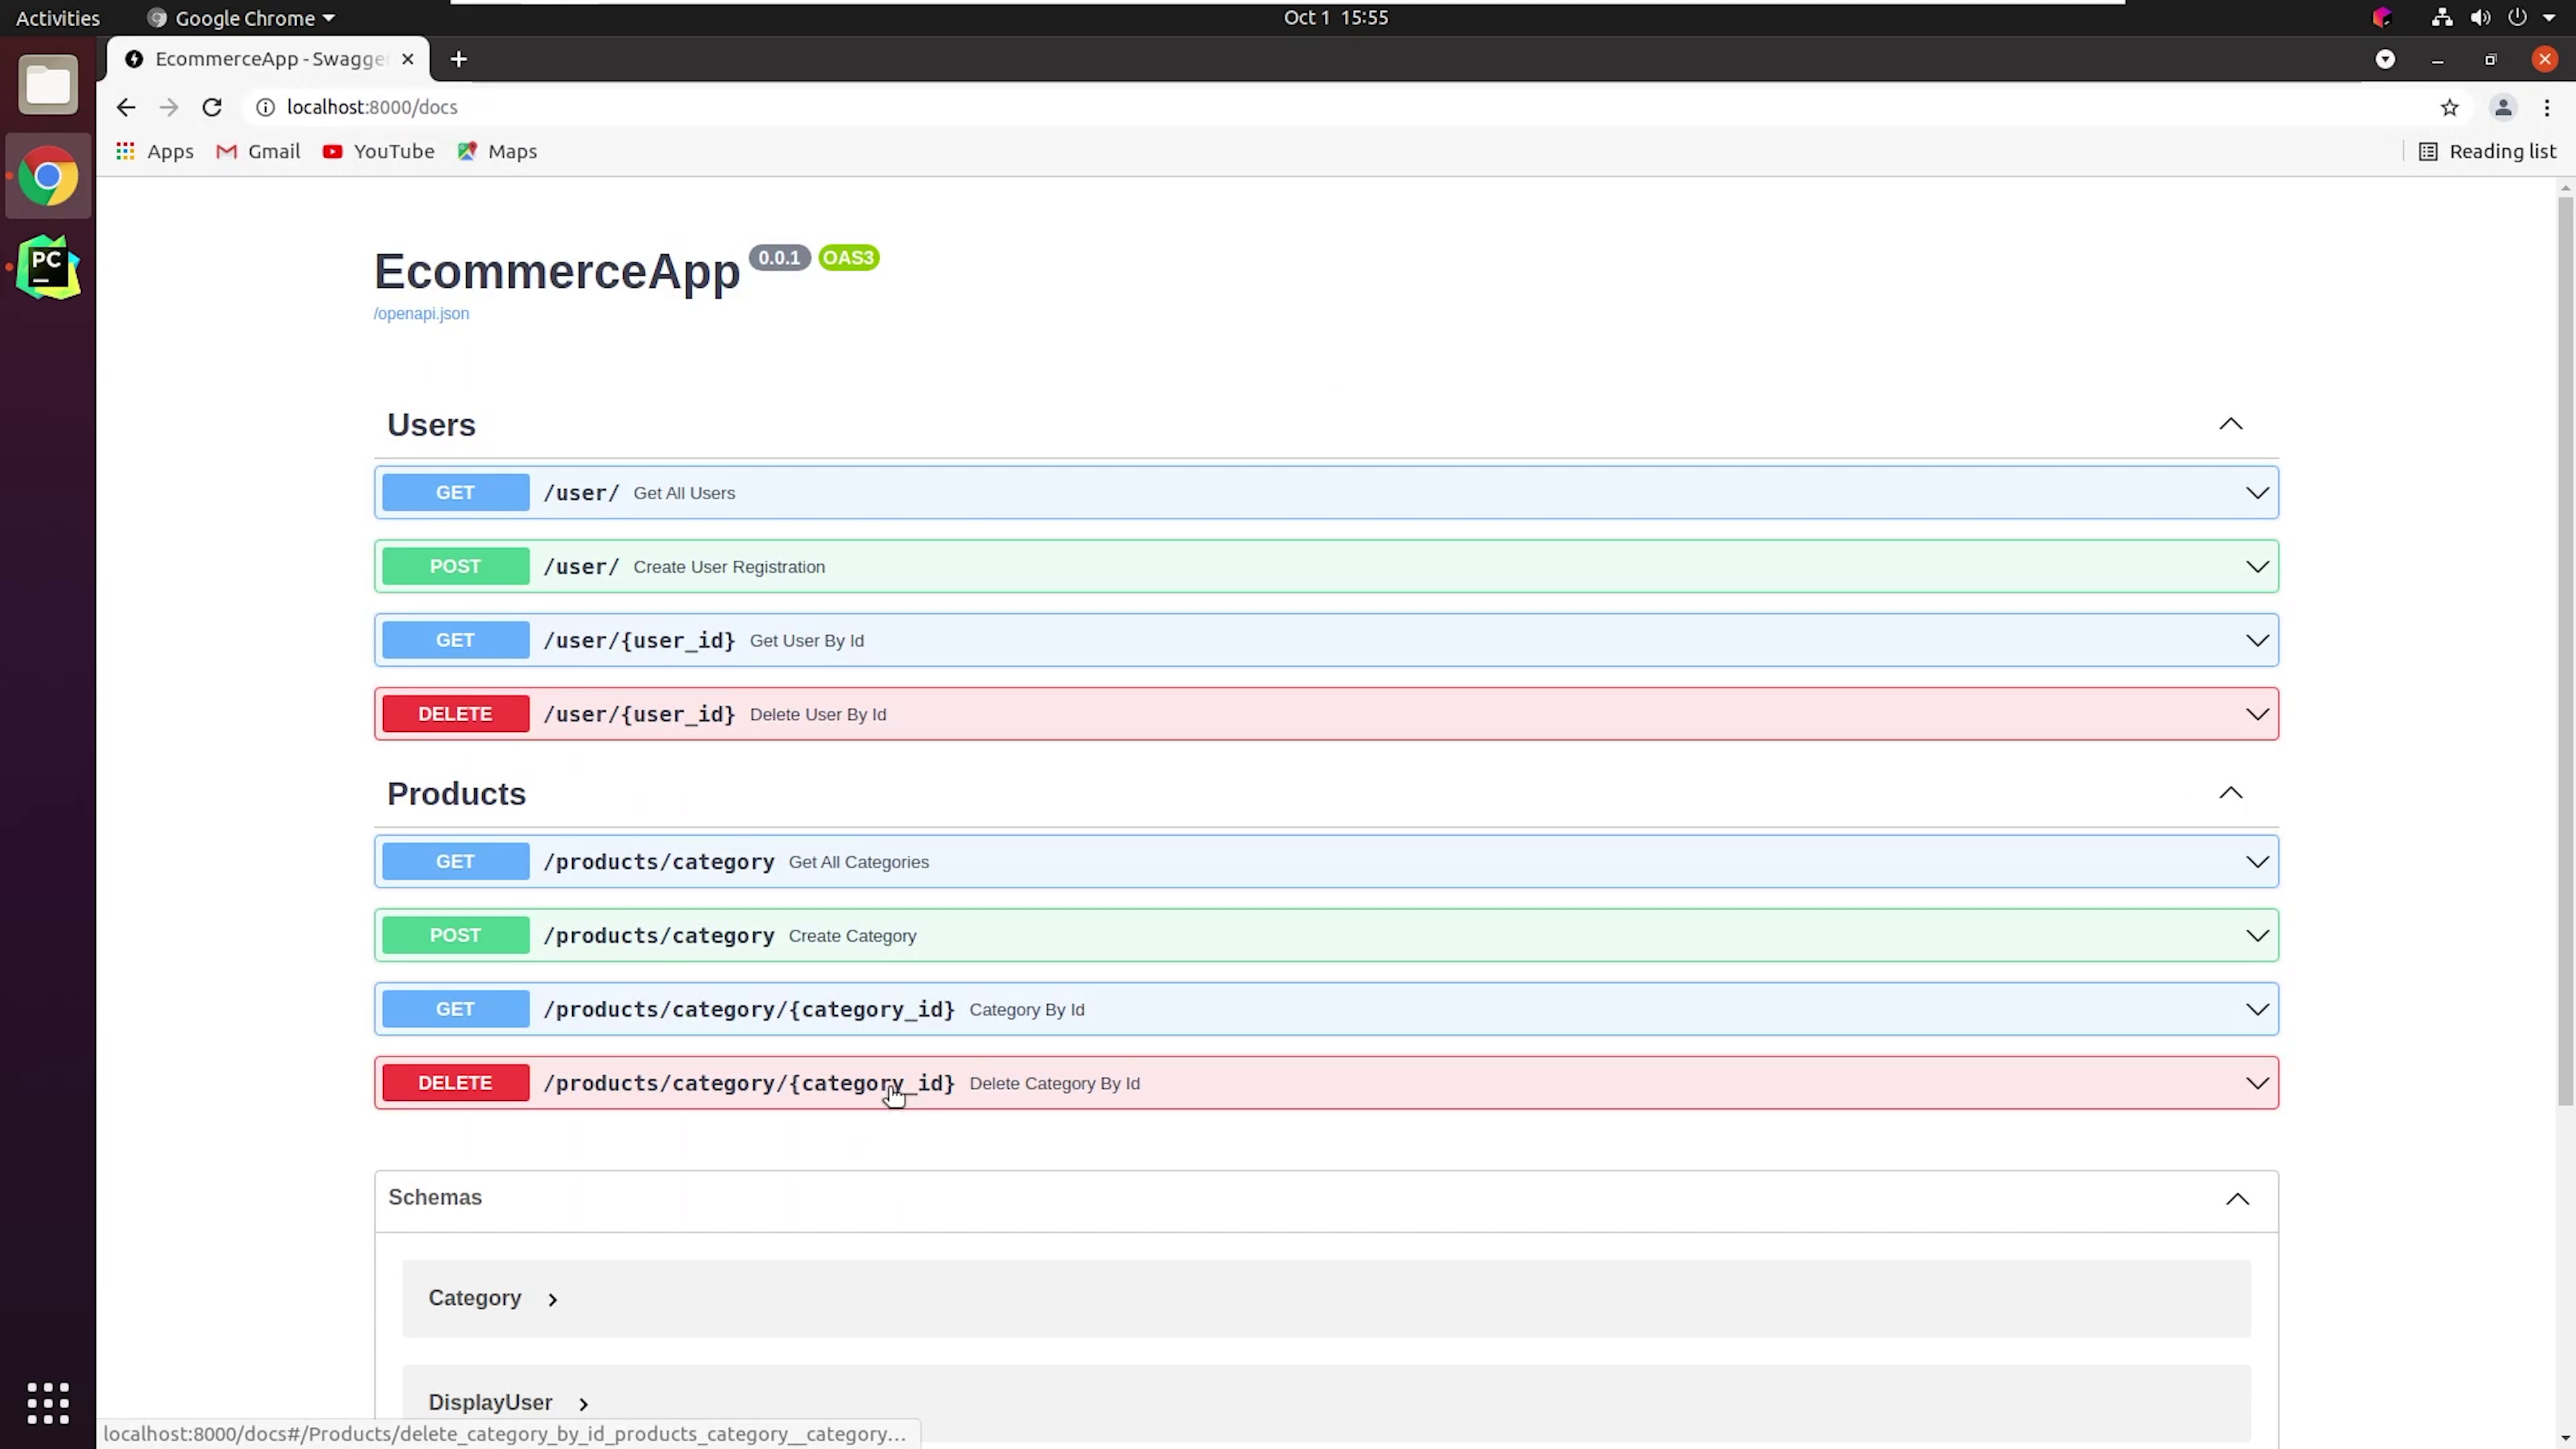 Activities Google Chrome Oct 1 15:55
EcommerceApp - Swagge
localhost:8000/docs
Apps Gmail YouTube Maps Reading list
PC
EcommerceApp 0.0.1 OAS3
/openapi.json
Users
GET /user/ Get All Users
POST /user/ Create User Registration
GET /user/{user_id} Get User By Id
DELETE /user/{user_id} Delete User By Id
Products
GET /products/category Get All Categories
POST /products/category Create Category
GET /products/category/{category_id} Category By Id
DELETE /products/category/{category_id} Delete Category By Id
Schemas
Category
DisplayUser
localhost:8000/docs#/Products/delete_category_by_id_products_category__category...